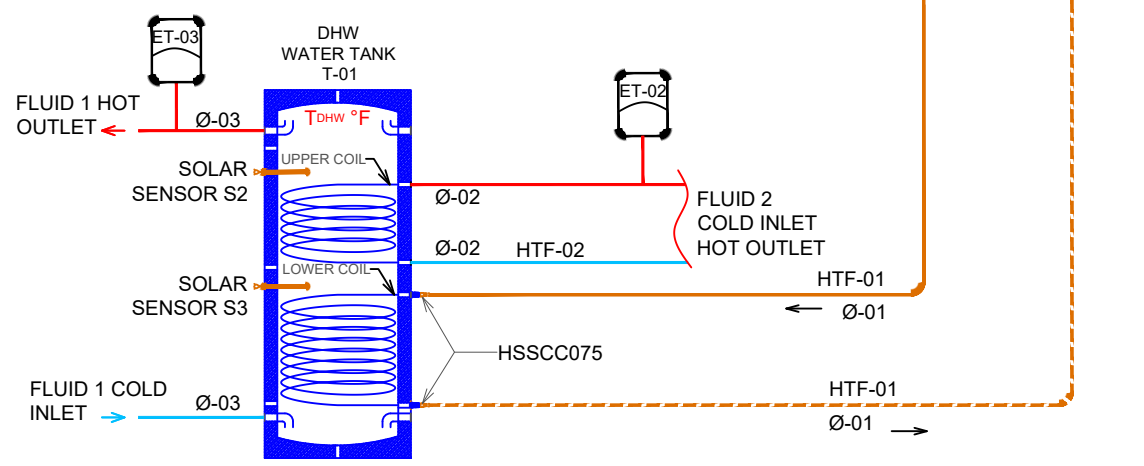 ET-03
DHW
WATER TANK
T-01
ET-02
FLUID 1 HOT
OUTLET
Ø-03
TDHW °F
UPPER COIL
SOLAR
SENSOR S2
Ø-02
FLUID 2
COLD INLET
HOT OUTLET
Ø-02
HTF-02
LOWER COIL
SOLAR
SENSOR S3
HTF-01
Ø-01
HSSCC075
FLUID 1 COLD
INLET
Ø-03
HTF-01
Ø-01